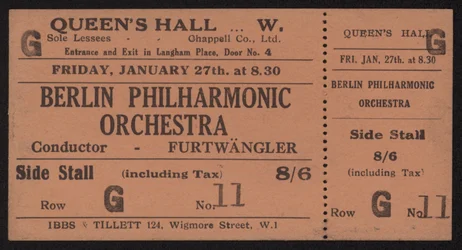 QUEEN'S HALL ... W.
Sole Lessees - - Chappell Co., Ltd.
G
Entrance and Exit in Langham Place, Door No. 4
FRIDAY, JANUARY 27th. at 8.30
BERLIN PHILHARMONIC
ORCHESTRA
Conductor - FURTWÄNGLER
Side Stall (including Tax) 8/6
Row G No. 11
IBBS & TILLETT 124, Wigmore Street, W.1
QUEEN'S HALL
G
FRI, JAN, 27th. at 8.30
BERLIN PHILHARMONIC
ORCHESTRA
Side Stall
8/6
(including Tax)
Row G No. 11